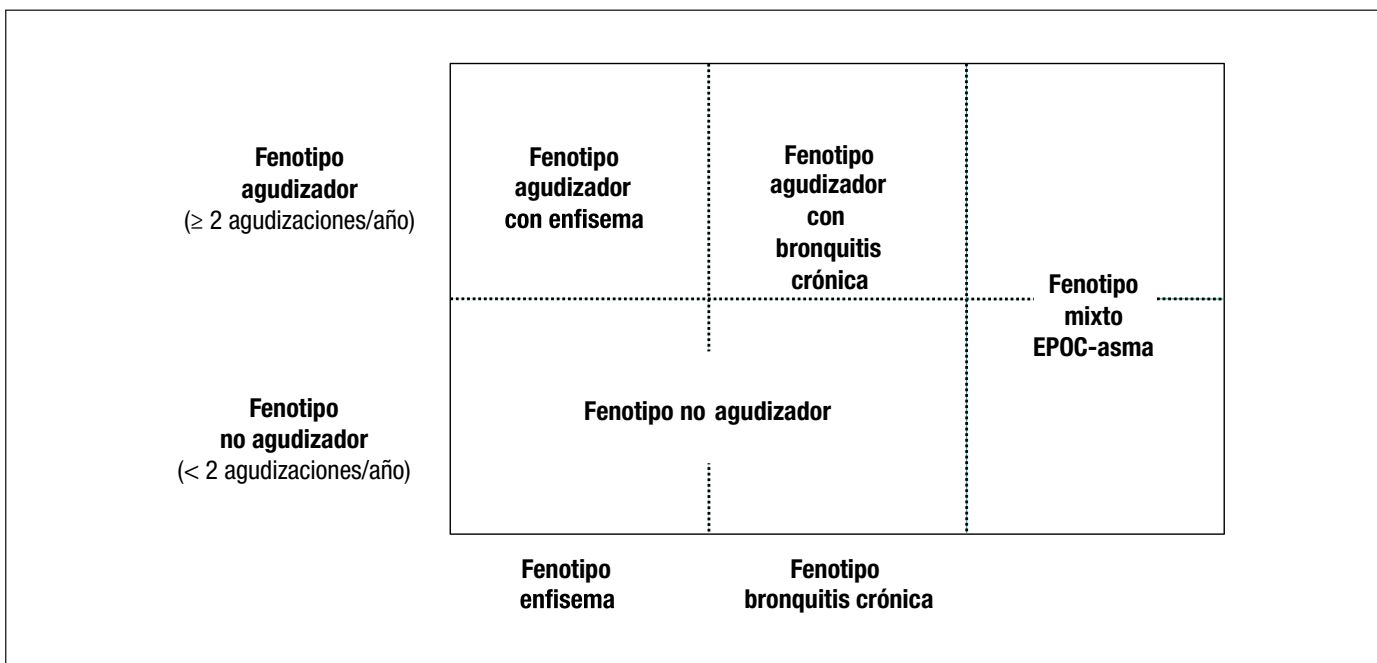 Fenotipo
agudizador
(≥ 2 agudizaciones/año)
Fenotipo
agudizador
con enfisema
Fenotipo
agudizador
con
bronquitis
crónica
Fenotipo
mixto
EPOC-asma
Fenotipo
no agudizador
(< 2 agudizaciones/año)
Fenotipo no agudizador
Fenotipo
enfisema
Fenotipo
bronquitis crónica